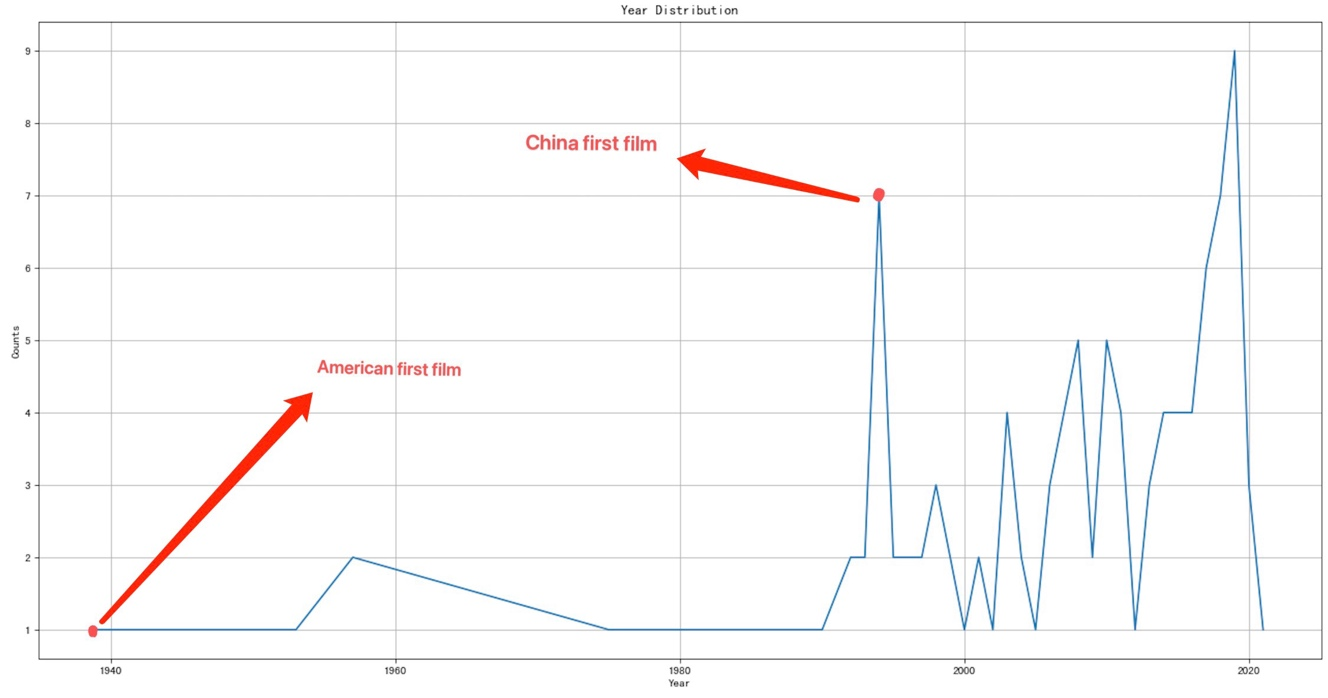 Year Distribution
9
8
China first film
7
6
5
Counts
American first film
4
3
2
1
1940 1960 1980 2000 2020
Year